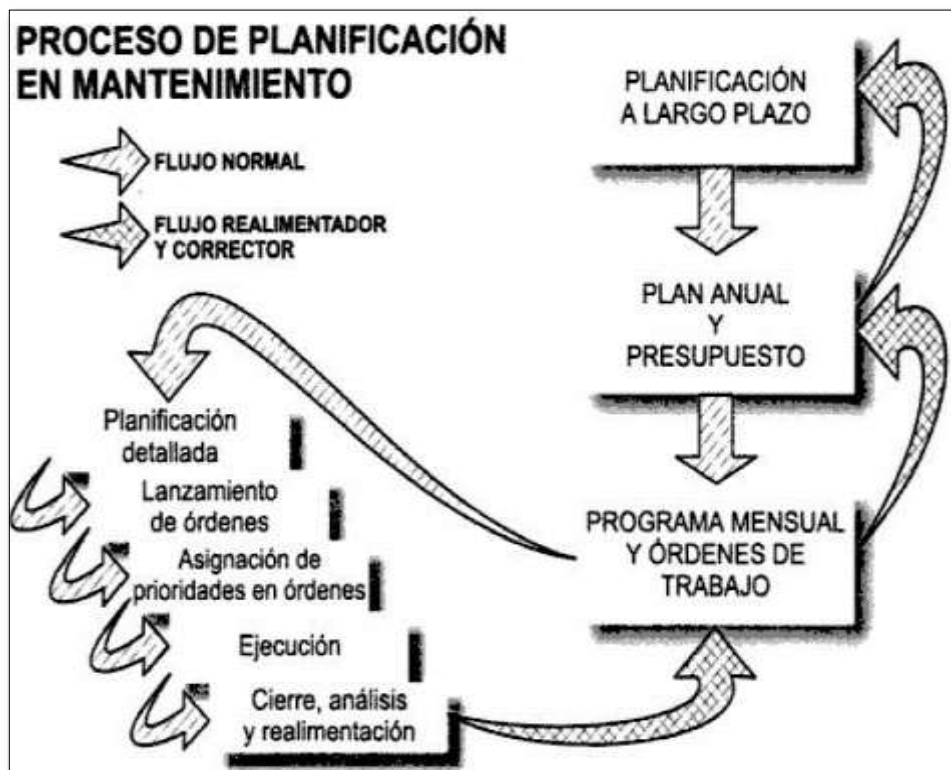 PROCESO DE PLANIFICACIÓN
EN MANTENIMIENTO
FLUJO NORMAL
FLUJO REALIMENTADOR
Y CORRECTOR
PLANIFICACIÓN
A LARGO PLAZO
PLAN ANUAL
Y
PRESUPUESTO
PROGRAMA MENSUAL
Y ÓRDENES DE
TRABAJO
Planificación
detallada
Lanzamiento
de órdenes
Asignación de
prioridades en órdenes
Ejecución
Cierre, análisis
y realimentación